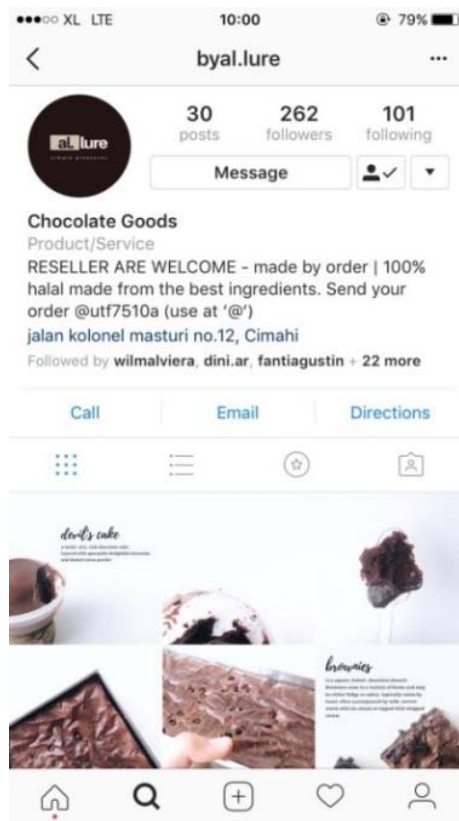 XL LTE 10:00 79%
byal.lure
30 262 101
posts followers following
aL lure
simple pleasures
Message
Chocolate Goods
Product/Service
RESELLER ARE WELCOME - made by order | 100%
halal made from the best ingredients. Send your
order @utf7510a (use at ‘@’)
jalan kolonel masturi no.12, Cimahi
Followed by wilmalviera, dini.ar, fantiagustin + 22 more
Call Email Directions
devil's cake
brownies